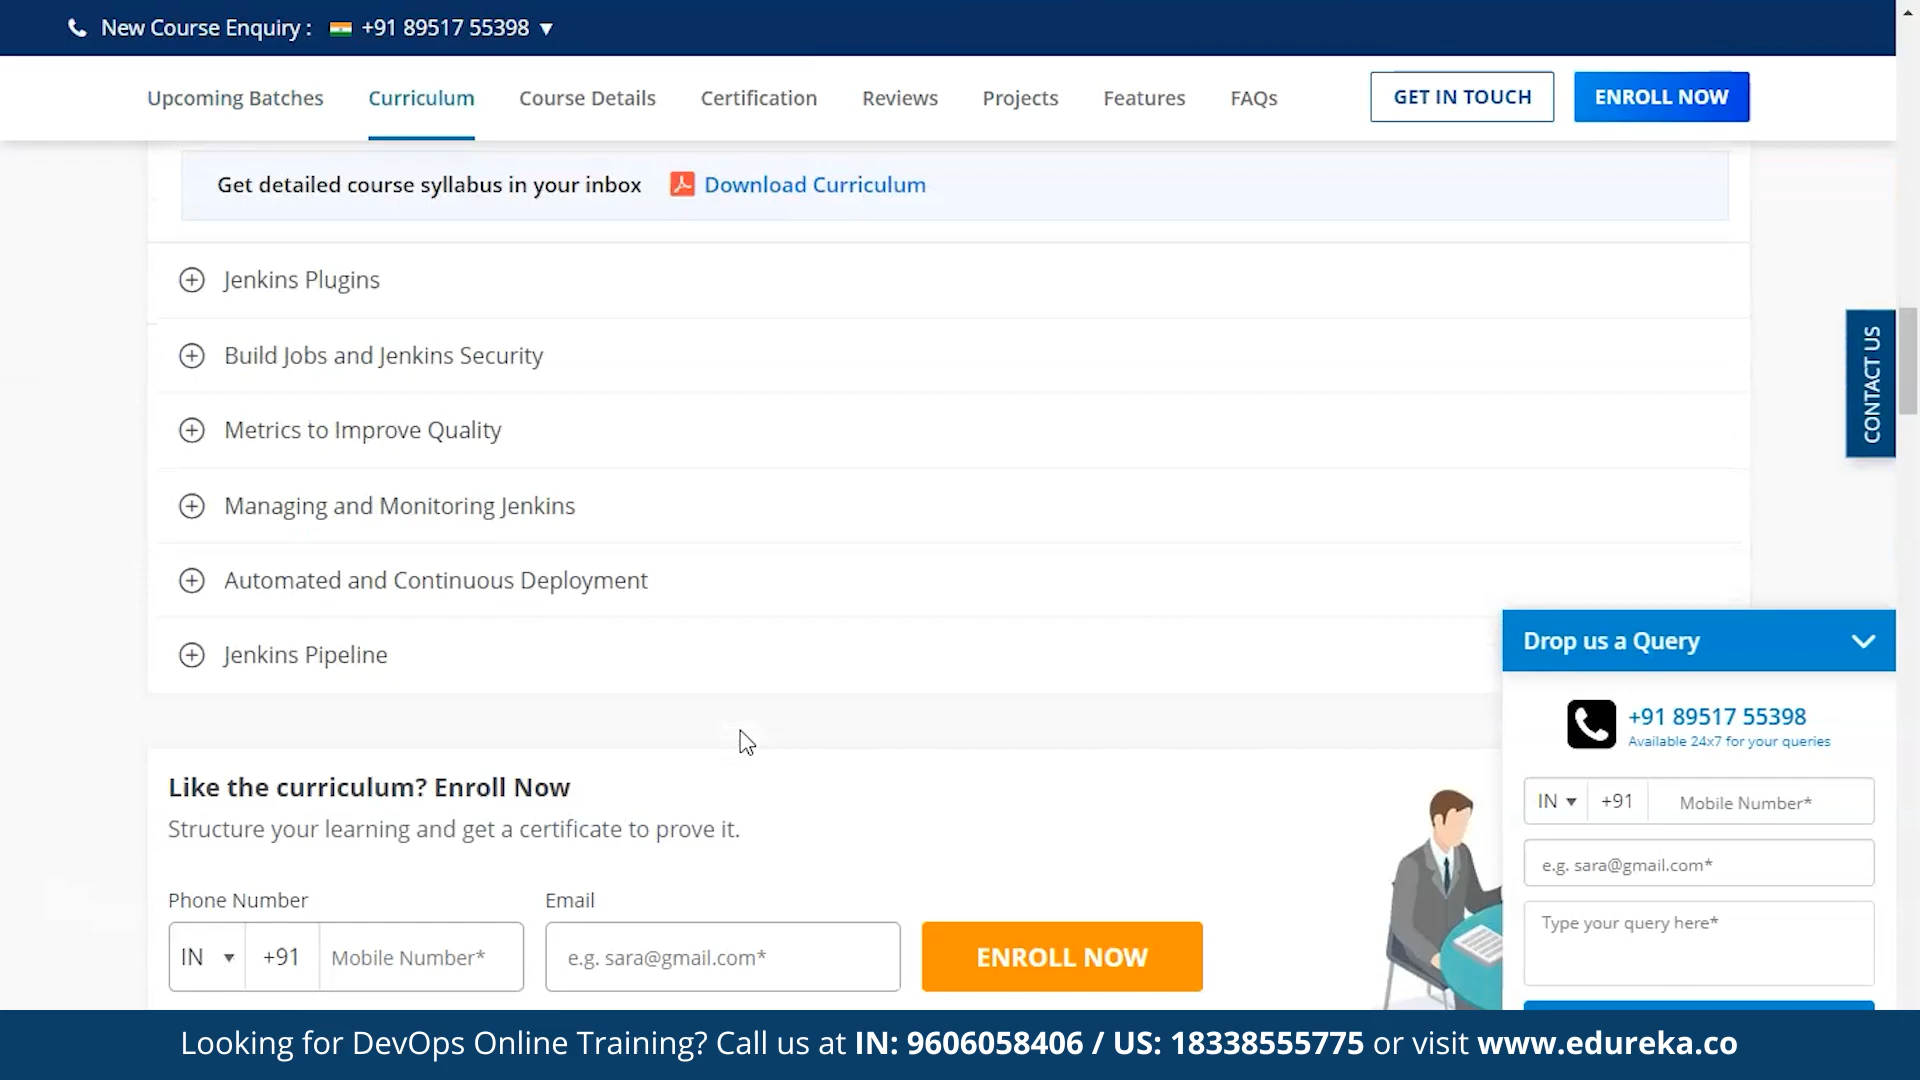 New Course Enquiry : +91 89517 55398 ▼
Upcoming Batches Curriculum Course Details Certification Reviews Projects Features FAQs GET IN TOUCH ENROLL NOW
Get detailed course syllabus in your inbox Download Curriculum
Jenkins Plugins
Build Jobs and Jenkins Security
Metrics to Improve Quality
Managing and Monitoring Jenkins
Automated and Continuous Deployment
Jenkins Pipeline
CONTACT US
Like the curriculum? Enroll Now
Structure your learning and get a certificate to prove it.
Phone Number Email
IN ▼ +91 Mobile Number* e.g. sara@gmail.com* ENROLL NOW
Drop us a Query
+91 89517 55398
Available 24x7 for your queries
IN ▼ +91 Mobile Number*
e.g. sara@gmail.com*
Type your query here*
Looking for DevOps Online Training? Call us at IN: 9606058406 / US: 18338555775 or visit www.edureka.co